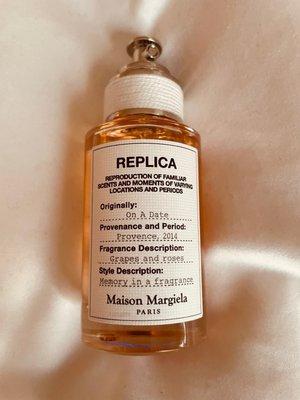 REPLICA
REPRODUCTION OF FAMILIAR
SCENTS AND MOMENTS OF VARYING
LOCATIONS AND PERIODS
Originally:
On A Date
Provenance and Period:
Provence, 2014
Fragrance Description:
Grapes and roses
Style Description:
Memory in a fragrance
Maison Margiela
PARIS